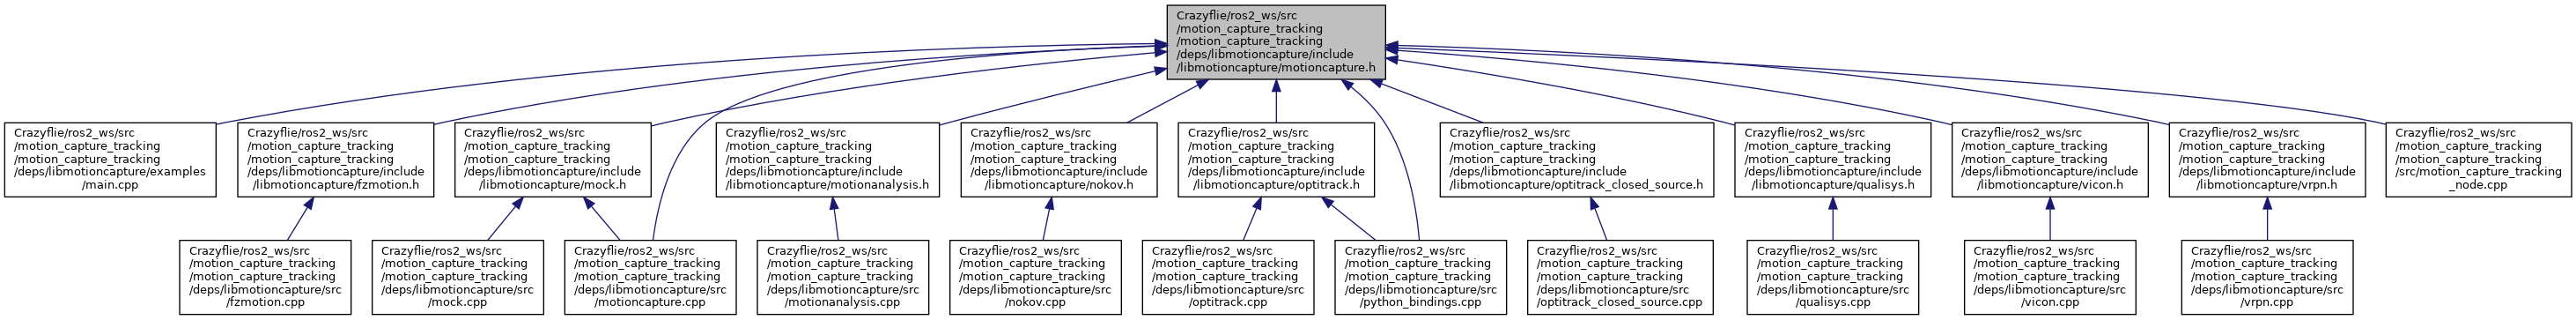 Crazyflie/ros2_ws/src
/motion_capture_tracking
/motion_capture_tracking
/deps/libmotioncapture/include
/libmotioncapture/motioncapture.h
Crazyflie/ros2_ws/src
/motion_capture_tracking
/motion_capture_tracking
/deps/libmotioncapture/examples
/main.cpp
Crazyflie/ros2_ws/src
/motion_capture_tracking
/motion_capture_tracking
/deps/libmotioncapture/include
/libmotioncapture/fzmotion.h
Crazyflie/ros2_ws/src
/motion_capture_tracking
/motion_capture_tracking
/deps/libmotioncapture/include
/libmotioncapture/mock.h
Crazyflie/ros2_ws/src
/motion_capture_tracking
/motion_capture_tracking
/deps/libmotioncapture/include
/libmotioncapture/motionanalysis.h
Crazyflie/ros2_ws/src
/motion_capture_tracking
/motion_capture_tracking
/deps/libmotioncapture/include
/libmotioncapture/nokov.h
Crazyflie/ros2_ws/src
/motion_capture_tracking
/motion_capture_tracking
/deps/libmotioncapture/include
/libmotioncapture/optitrack.h
Crazyflie/ros2_ws/src
/motion_capture_tracking
/motion_capture_tracking
/deps/libmotioncapture/include
/libmotioncapture/optitrack_closed_source.h
Crazyflie/ros2_ws/src
/motion_capture_tracking
/motion_capture_tracking
/deps/libmotioncapture/include
/libmotioncapture/qualisys.h
Crazyflie/ros2_ws/src
/motion_capture_tracking
/motion_capture_tracking
/deps/libmotioncapture/include
/libmotioncapture/vicon.h
Crazyflie/ros2_ws/src
/motion_capture_tracking
/motion_capture_tracking
/deps/libmotioncapture/include
/libmotioncapture/vrpn.h
Crazyflie/ros2_ws/src
/motion_capture_tracking
/motion_capture_tracking
/src/motion_capture_tracking
_node.cpp
Crazyflie/ros2_ws/src
/motion_capture_tracking
/motion_capture_tracking
/deps/libmotioncapture/src
/fzmotion.cpp
Crazyflie/ros2_ws/src
/motion_capture_tracking
/motion_capture_tracking
/deps/libmotioncapture/src
/mock.cpp
Crazyflie/ros2_ws/src
/motion_capture_tracking
/motion_capture_tracking
/deps/libmotioncapture/src
/motioncapture.cpp
Crazyflie/ros2_ws/src
/motion_capture_tracking
/motion_capture_tracking
/deps/libmotioncapture/src
/motionanalysis.cpp
Crazyflie/ros2_ws/src
/motion_capture_tracking
/motion_capture_tracking
/deps/libmotioncapture/src
/nokov.cpp
Crazyflie/ros2_ws/src
/motion_capture_tracking
/motion_capture_tracking
/deps/libmotioncapture/src
/optitrack.cpp
Crazyflie/ros2_ws/src
/motion_capture_tracking
/motion_capture_tracking
/deps/libmotioncapture/src
/python_bindings.cpp
Crazyflie/ros2_ws/src
/motion_capture_tracking
/motion_capture_tracking
/deps/libmotioncapture/src
/optitrack_closed_source.cpp
Crazyflie/ros2_ws/src
/motion_capture_tracking
/motion_capture_tracking
/deps/libmotioncapture/src
/qualisys.cpp
Crazyflie/ros2_ws/src
/motion_capture_tracking
/motion_capture_tracking
/deps/libmotioncapture/src
/vicon.cpp
Crazyflie/ros2_ws/src
/motion_capture_tracking
/motion_capture_tracking
/deps/libmotioncapture/src
/vrpn.cpp